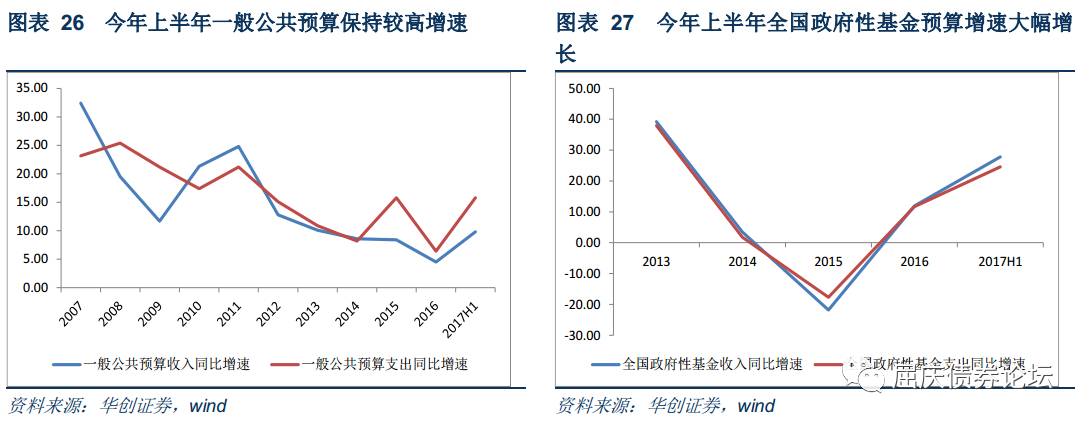 图表 26 今年上半年一般公共预算保持较高增速
35.00
30.00
25.00
20.00
15.00
10.00
5.00
0.00
2007
2008
2009
2010
2011
2012
2013
2014
2015
2016
2017H1
一般公共预算收入同比增速
一般公共预算支出同比增速
资料来源：华创证券，wind
图表 27 今年上半年全国政府性基金预算增速大幅增
长
50.00
40.00
30.00
20.00
10.00
0.00
-10.00
-20.00
-30.00
2013
2014
2015
2016
2017H1
全国政府性基金收入同比增速
全国政府性基金支出同比增速
屈庆债券论坛
资料来源：华创证券，wind